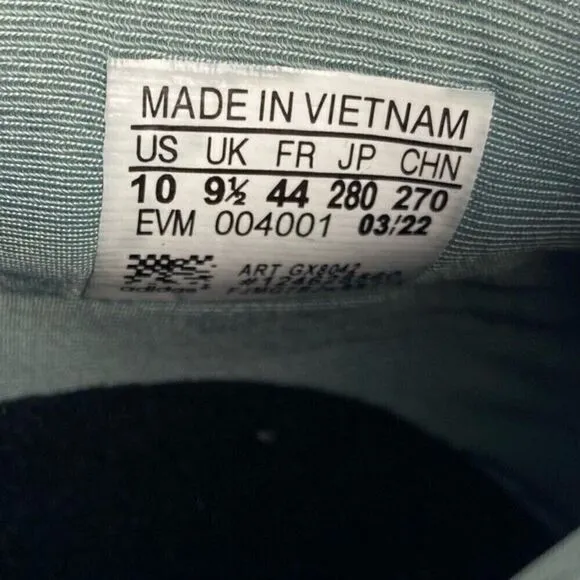 MADE IN VIETNAM
US UK FR JP CHN
10 9½ 44 280 270
EVM 004001 03/22
ART GX8042
adidas